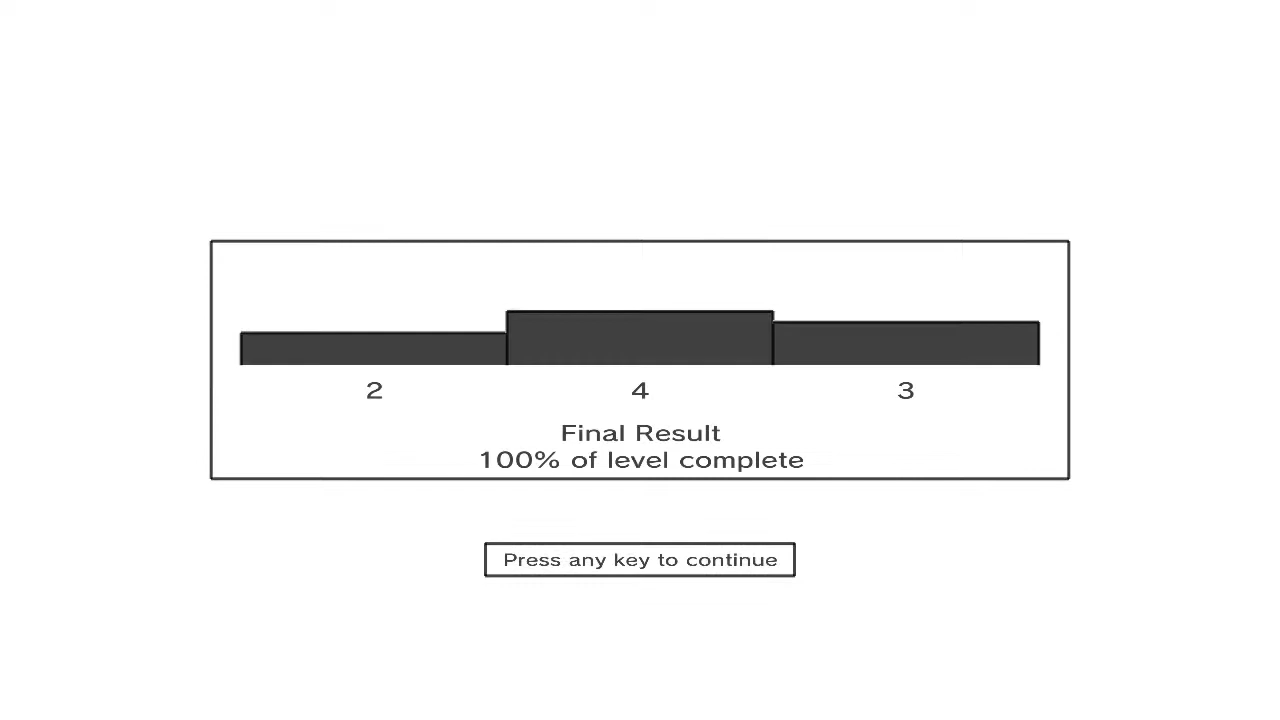 2 4 3
Final Result
100% of level complete
Press any key to continue